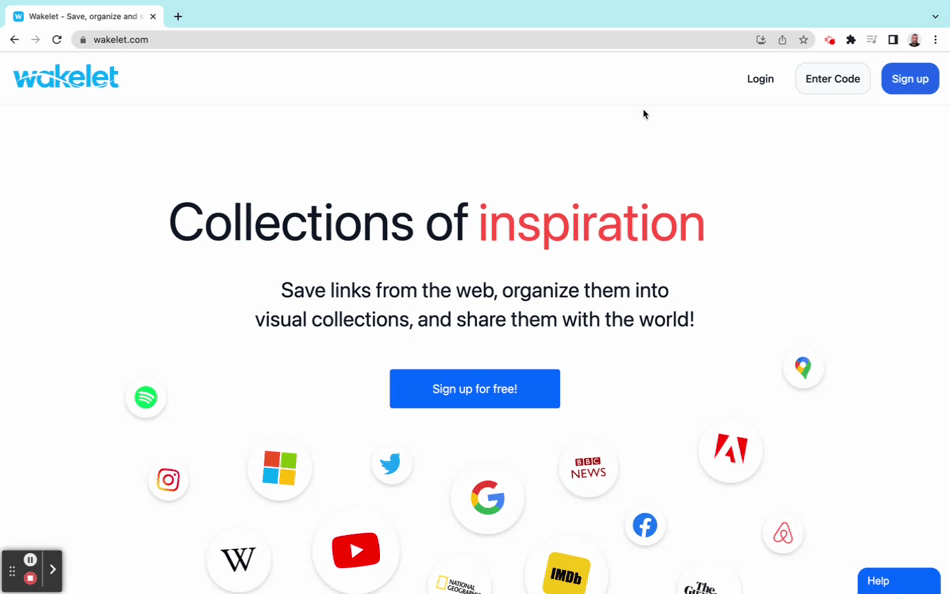 Wakelet - Save, organize and s
wakelet.com
wakelet
Login
Enter Code
Sign up
Collections of inspiration
Save links from the web, organize them into
visual collections, and share them with the world!
Sign up for free!
BBC
NEWS
W
NATIONAL
GEOGRAPHIC
IMDb
The
Help